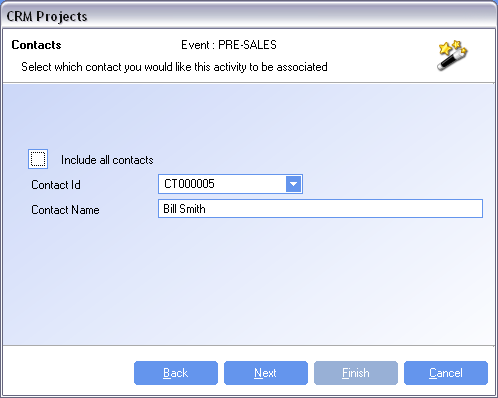 CRM Projects
Contacts Event : PRE-SALES
Select which contact you would like this activity to be associated
Include all contacts
Contact Id CT000005
Contact Name Bill Smith
Back Next Finish Cancel